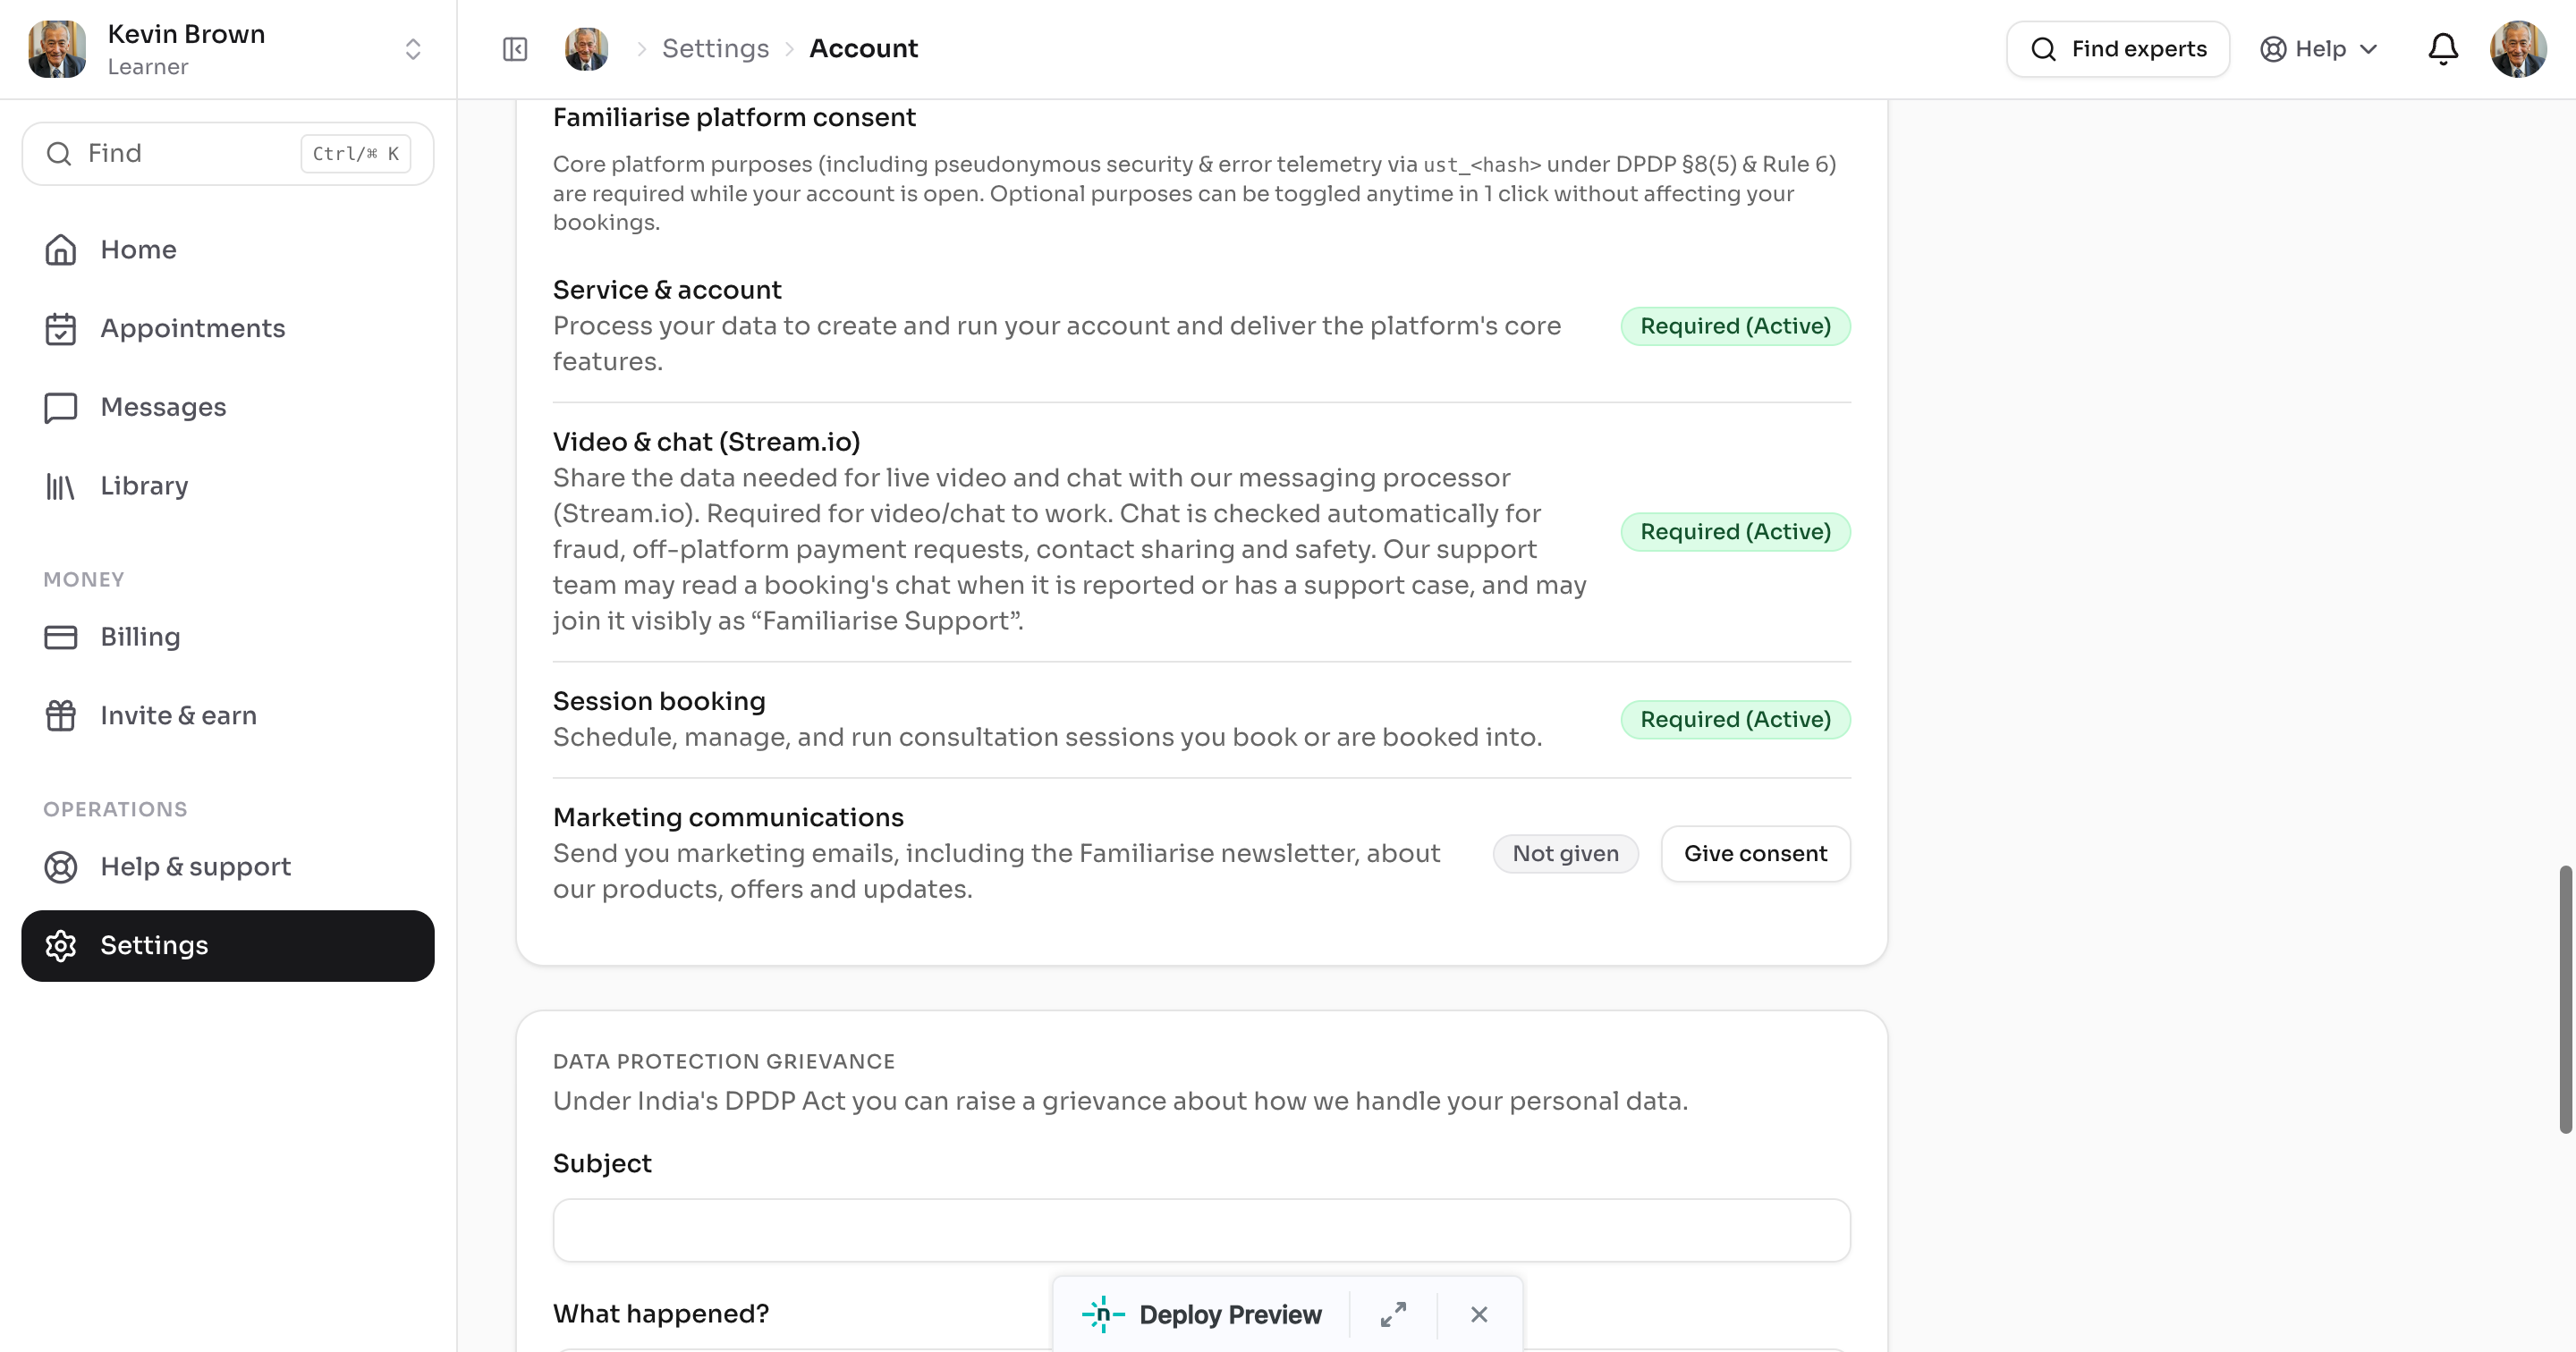 Kevin Brown
Learner
Find
Ctrl/⌘ K
Home
Appointments
Messages
Library
MONEY
Billing
Invite & earn
OPERATIONS
Help & support
Settings
Settings
Account
Find experts
Help
Familiarise platform consent
Core platform purposes (including pseudonymous security & error telemetry via ust_<hash> under DPDP §8(5) & Rule 6)
are required while your account is open. Optional purposes can be toggled anytime in 1 click without affecting your
bookings.
Service & account
Process your data to create and run your account and deliver the platform's core
features.
Required (Active)
Video & chat (Stream.io)
Share the data needed for live video and chat with our messaging processor
(Stream.io). Required for video/chat to work. Chat is checked automatically for
fraud, off-platform payment requests, contact sharing and safety. Our support
team may read a booking's chat when it is reported or has a support case, and may
join it visibly as “Familiarise Support”.
Required (Active)
Session booking
Schedule, manage, and run consultation sessions you book or are booked into.
Required (Active)
Marketing communications
Send you marketing emails, including the Familiarise newsletter, about
our products, offers and updates.
Not given
Give consent
DATA PROTECTION GRIEVANCE
Under India's DPDP Act you can raise a grievance about how we handle your personal data.
Subject
What happened?
Deploy Preview